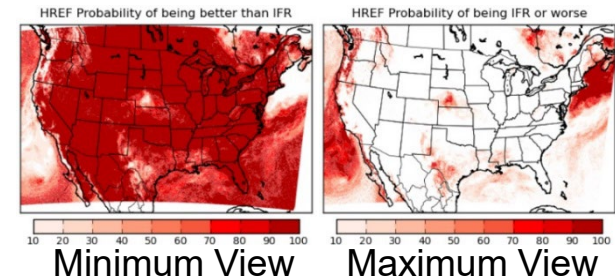 HREF Probability of being better than IFR
HREF Probability of being IFR or worse
10 20 30 40 50 60 70 80 90 100
10 20 30 40 50 60 70 80 90 100
Minimum View
Maximum View